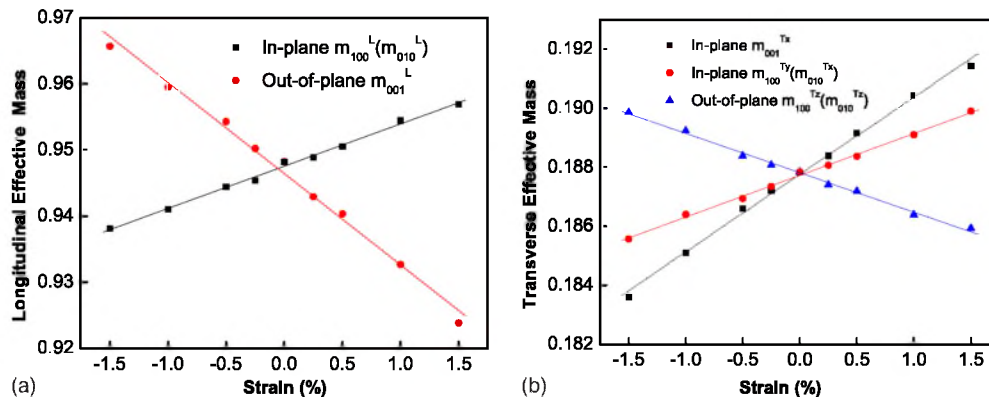 0.97
0.96
0.95
0.94
0.93
0.92
Longitudinal Effective Mass
In-plane m₁₀₀ᴸ(m₀₁₀ᴸ)
Out-of-plane m₀₀₁ᴸ
-1.5 -1.0 -0.5 0.0 0.5 1.0 1.5
Strain (%)
(a)
0.192
0.190
0.188
0.186
0.184
0.182
Transverse Effective Mass
In-plane m₀₀₁ᵀˣ
In-plane m₁₀₀ᵀʸ(m₀₁₀ᵀˣ)
Out-of-plane m₁₀₀ᵀᶻ(m₀₁₀ᵀᶻ)
-1.5 -1.0 -0.5 0.0 0.5 1.0 1.5
Strain (%)
(b)